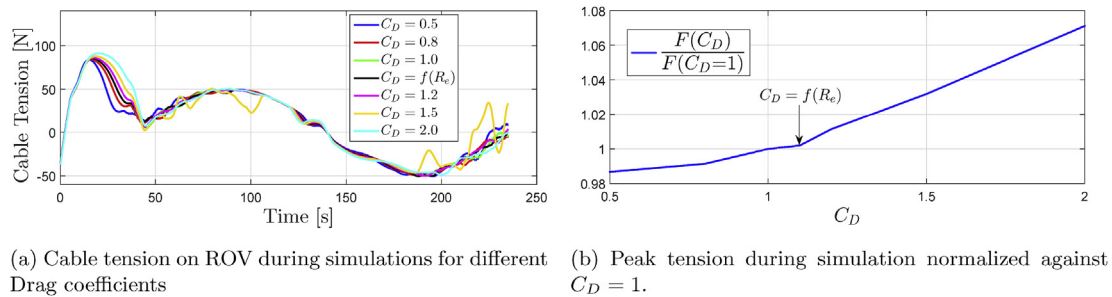 100
50
0
-50
Cable Tension [N]
0 50 100 150 200 250
Time [s]
C_D = 0.5
C_D = 0.8
C_D = 1.0
C_D = f(R_e)
C_D = 1.2
C_D = 1.5
C_D = 2.0
1.08
1.06
1.04
1.02
1
0.98
F(C_D)
F(C_D=1)
C_D = f(R_e)
0.5 1 1.5 2
C_D
(a) Cable tension on ROV during simulations for different
Drag coefficients
(b) Peak tension during simulation normalized against
C_D = 1.